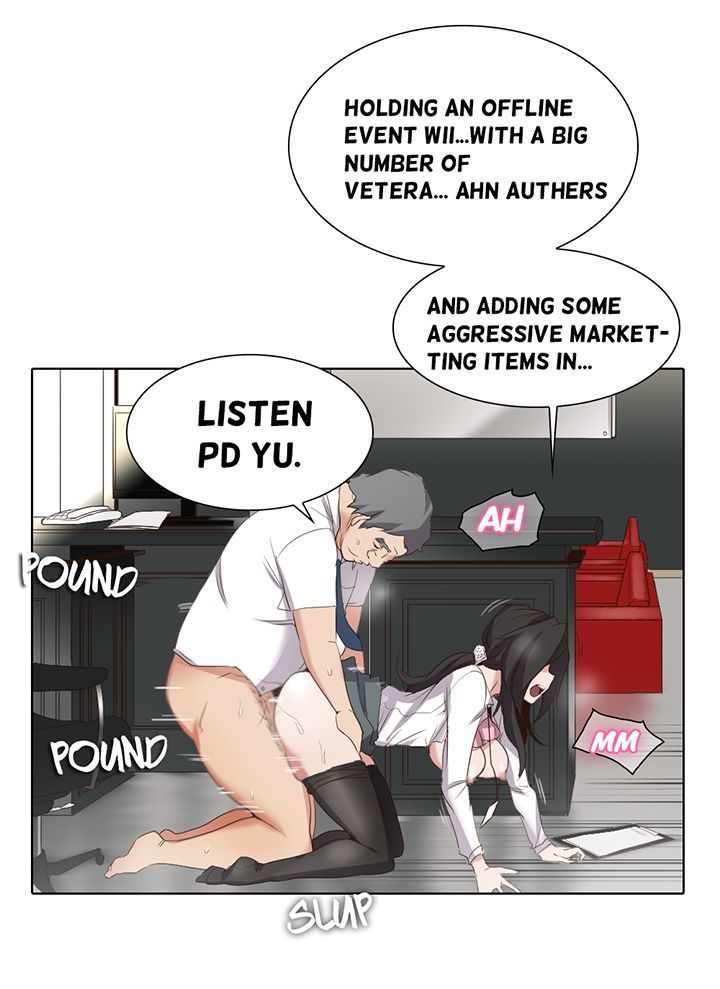 HOLDING AN OFFLINE
EVENT WII...WITH A BIG
NUMBER OF
VETERA... AHN AUTHERS
AND ADDING SOME
AGGRESSIVE MARKET-
TING ITEMS IN...
LISTEN
PD YU.
AH
POUND
MM
POUND
SLUP